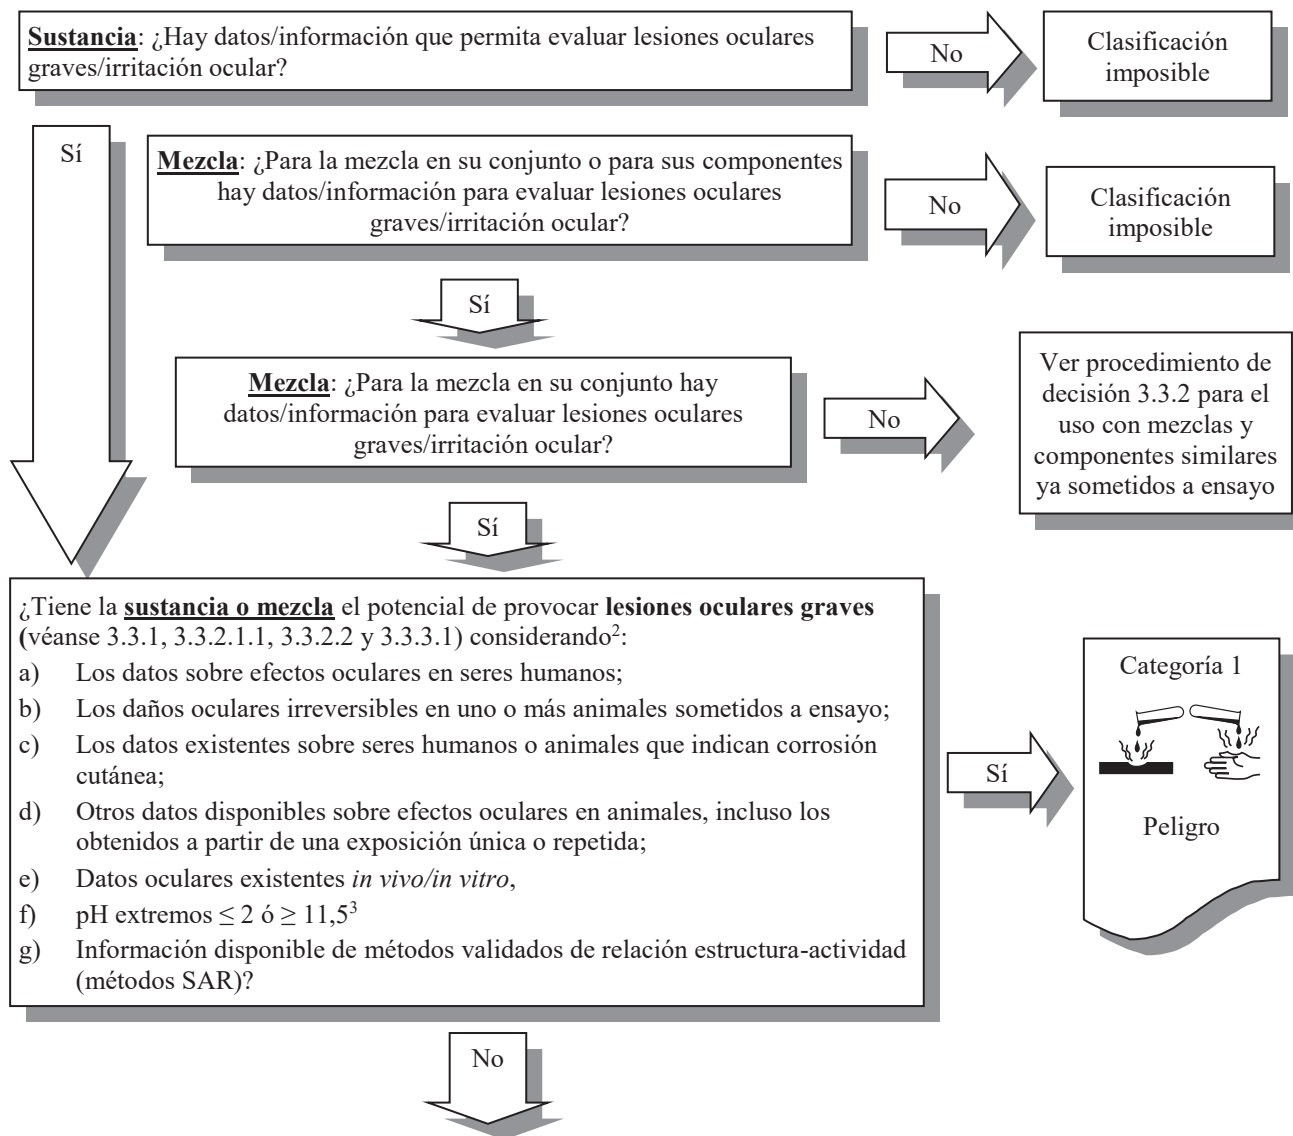 Sustancia: ¿Hay datos/información que permita evaluar lesiones oculares
graves/irritación ocular?
No
Clasificación
imposible
Sí
Mezcla: ¿Para la mezcla en su conjunto o para sus componentes
hay datos/información para evaluar lesiones oculares
graves/irritación ocular?
No
Clasificación
imposible
Sí
Mezcla: ¿Para la mezcla en su conjunto hay
datos/información para evaluar lesiones oculares
graves/irritación ocular?
No
Ver procedimiento de
decisión 3.3.2 para el
uso con mezclas y
componentes similares
ya sometidos a ensayo
Sí
¿Tiene la sustancia o mezcla el potencial de provocar lesiones oculares graves
(véanse 3.3.1, 3.3.2.1.1, 3.3.2.2 y 3.3.3.1) considerando²:
a) Los datos sobre efectos oculares en seres humanos;
b) Los daños oculares irreversibles en uno o más animales sometidos a ensayo;
c) Los datos existentes sobre seres humanos o animales que indican corrosión
cutánea;
d) Otros datos disponibles sobre efectos oculares en animales, incluso los
obtenidos a partir de una exposición única o repetida;
e) Datos oculares existentes in vivo/in vitro,
f) pH extremos ≤ 2 ó ≥ 11,5³
g) Información disponible de métodos validados de relación estructura-actividad
(métodos SAR)?
Sí
Categoría 1
Peligro
No